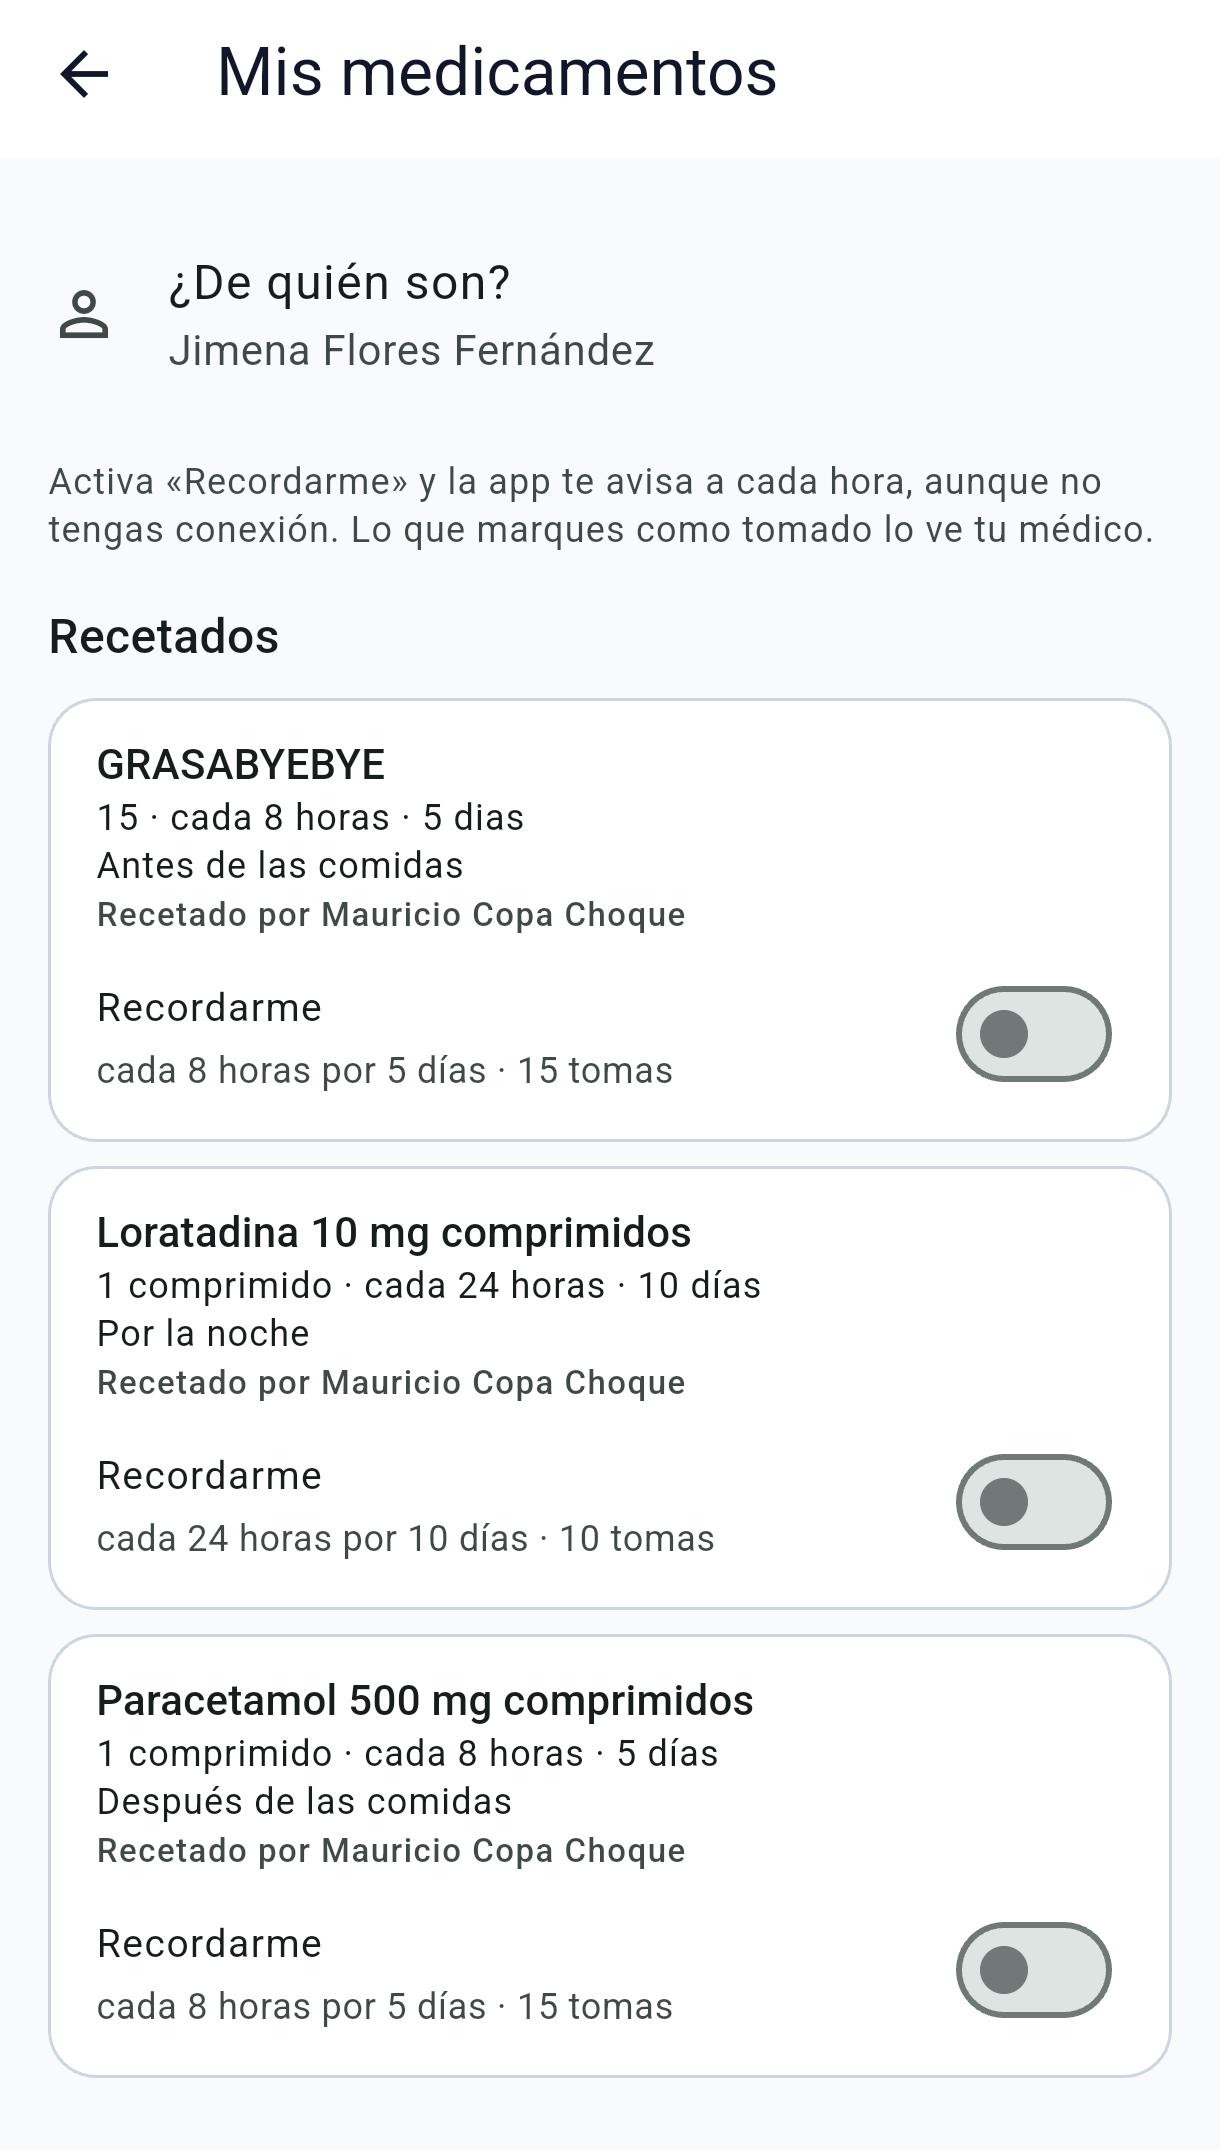 Mis medicamentos
¿De quién son?
Jimena Flores Fernández
Activa «Recordarme» y la app te avisa a cada hora, aunque no
tengas conexión. Lo que marques como tomado lo ve tu médico.
Recetados
GRASABYEBYE
15 · cada 8 horas · 5 dias
Antes de las comidas
Recetado por Mauricio Copa Choque
Recordarme
cada 8 horas por 5 días · 15 tomas
Loratadina 10 mg comprimidos
1 comprimido · cada 24 horas · 10 días
Por la noche
Recetado por Mauricio Copa Choque
Recordarme
cada 24 horas por 10 días · 10 tomas
Paracetamol 500 mg comprimidos
1 comprimido · cada 8 horas · 5 días
Después de las comidas
Recetado por Mauricio Copa Choque
Recordarme
cada 8 horas por 5 días · 15 tomas